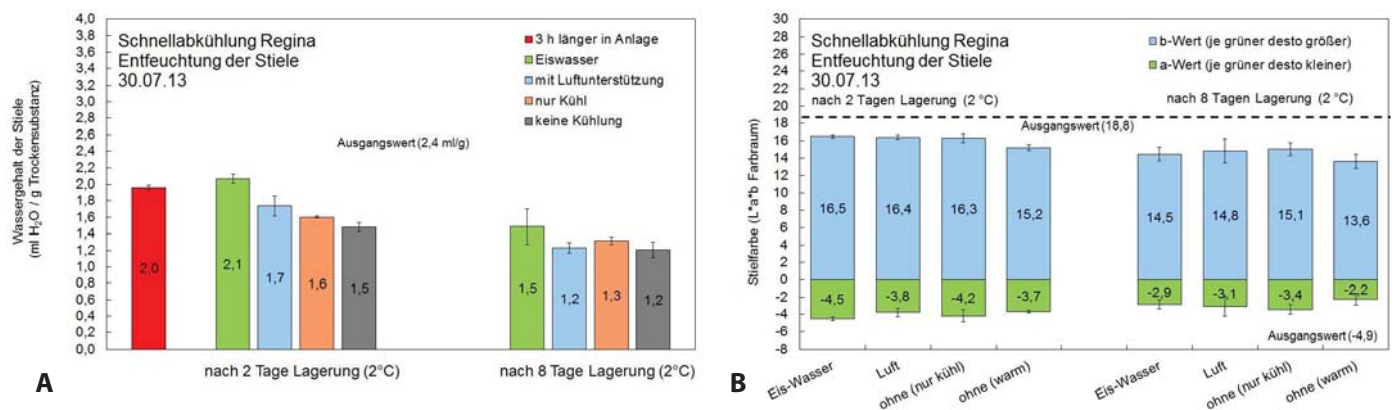 4,0
3,8
3,6
3,4
3,2
3,0
2,8
2,6
2,4
2,2
2,0
1,8
1,6
1,4
1,2
1,0
0,8
0,6
0,4
0,2
0,0
Wassergehalt der Stiele
(ml H₂O / g Trockensubstanz)
Schnellabkühlung Regina
Entfeuchtung der Stiele
30.07.13
3 h länger in Anlage
Eiswasser
mit Luftunterstützung
nur Kühl
keine Kühlung
Ausgangswert (2,4 ml/g)
2,0
2,1
1,7
1,6
1,5
1,5
1,2
1,3
1,2
nach 2 Tage Lagerung (2°C)
nach 8 Tage Lagerung (2°C)
A
30
28
26
24
22
20
18
16
14
12
10
8
6
4
2
0
-2
-4
-6
-8
Stielfarbe (L*a*b Farbraum)
Schnellabkühlung Regina
Entfeuchtung der Stiele
30.07.13
b-Wert (je grüner desto größer)
a-Wert (je grüner desto kleiner)
nach 2 Tagen Lagerung (2 °C)
nach 8 Tagen Lagerung (2 °C)
Ausgangswert (18,8)
16,5
16,4
16,3
15,2
14,5
14,8
15,1
13,6
-4,5
-3,8
-4,2
-3,7
-2,9
-3,1
-3,4
-2,2
Ausgangswert (-4,9)
Eis-Wasser
Luft
ohne (nur kühl)
ohne (warm)
Eis-Wasser
Luft
ohne (nur kühl)
ohne (warm)
B